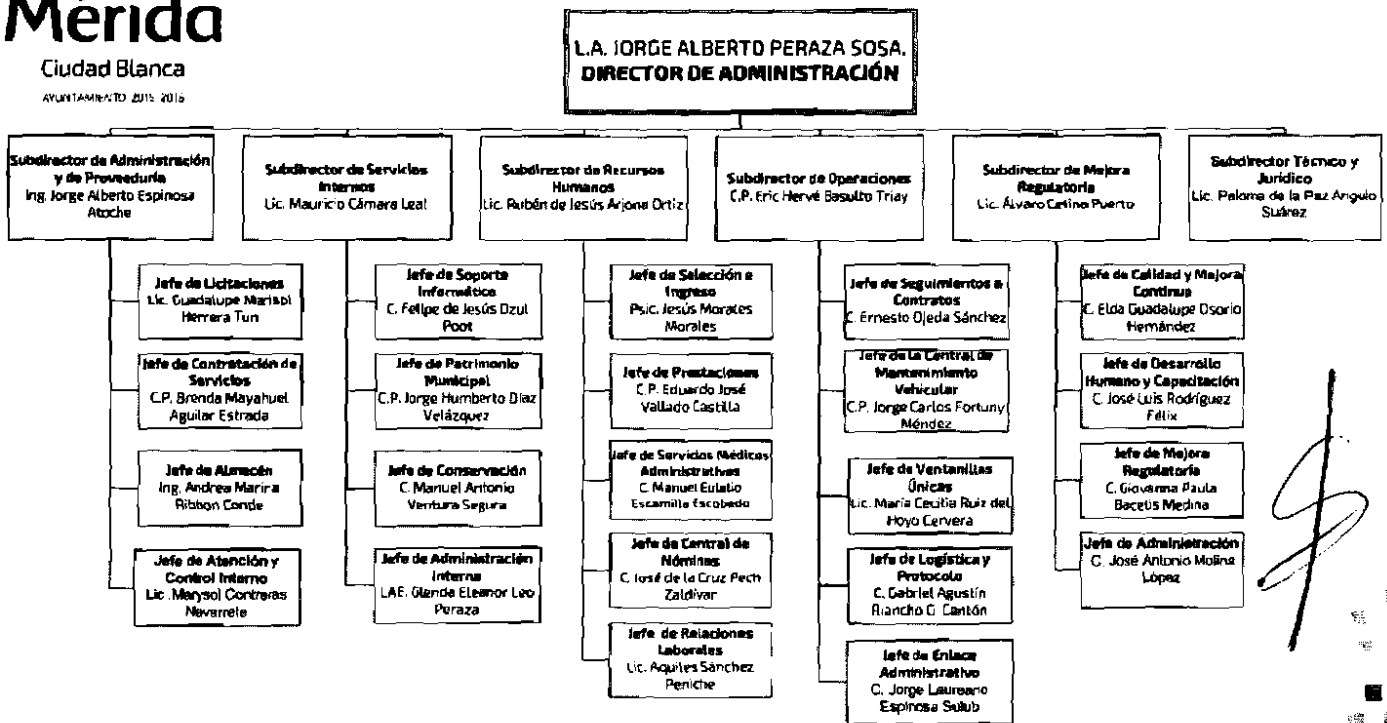 Mérida
Ciudad Blanca
L.A. JORGE ALBERTO PERAZA SOSA.
DIRECTOR DE ADMINISTRACIÓN
Subdirector de Administración
y de Proveeduría
Ing. Jorge Alberto Espinosa
Atoche
Subdirector de Servicios
Internos
Lic. Mauricio Cámara Leal
Subdirector de Recursos
Humanos
Lic. Rubén de Jesús Arjona Ortiz
Subdirector de Operaciones
C.P. Eric Hervé Basulto Triay
Subdirector de Mejora
Regulatoria
Lic. Álvaro Cetina Puerto
Subdirector Técnico y
Jurídico
Lic. Paloma de la Paz Angulo
Suárez
Jefe de Licitaciones
Lic. Guadalupe Marisol
Herrera Tun
Jefe de Contratación de
Servicios
C.P. Brenda Mayahuel
Aguilar Estrada
Jefe de Almacén
Ing. Andrea Marina
Ribbon Conde
Jefe de Atención y
Control Interno
Lic. Marysol Contreras
Navarrete
Jefe de Soporte
Informático
C. Felipe de Jesús Dzul
Poot
Jefe de Patrimonio
Municipal
C.P. Jorge Humberto Díaz
Velázquez
Jefe de Conservación
C. Manuel Antonio
Ventura Segura
Jefe de Administración
Interna
LAE. Glenda Eleanor Leo
Peraza
Jefe de Selección e
Ingreso
Psic. Jesús Morales
Morales
Jefe de Prestaciones
C.P. Eduardo José
Vallado Castilla
Jefe de Servicios Médicos
Administrativos
C. Manuel Eulalio
Escamilla Escobedo
Jefe de Central de
Nóminas
C. José de la Cruz Pech
Zaldívar
Jefe de Relaciones
Laborales
Lic. Aquiles Sánchez
Peniche
Jefe de Seguimientos a
Contratos
C. Ernesto Ojeda Sánchez
Jefe de la Central de
Mantenimiento
Vehicular
C.P. Jorge Carlos Fortuny
Méndez
Jefe de Ventanillas
Únicas
Lic. María Cecilia Ruiz del
Hoyo Cervera
Jefe de Logística y
Protocolo
C. Gabriel Agustín
Riancho G. Cantón
Jefe de Enlace
Administrativo
C. Jorge Laureano
Espinosa Sulub
Jefe de Calidad y Mejora
Continua
C. Elda Guadalupe Osorio
Hernández
Jefe de Desarrollo
Humano y Capacitación
C. José Luis Rodríguez
Félix
Jefe de Mejora
Regulatoria
C. Giovanna Paula
Bacelis Medina
Jefe de Administración
C. José Antonio Molina
López